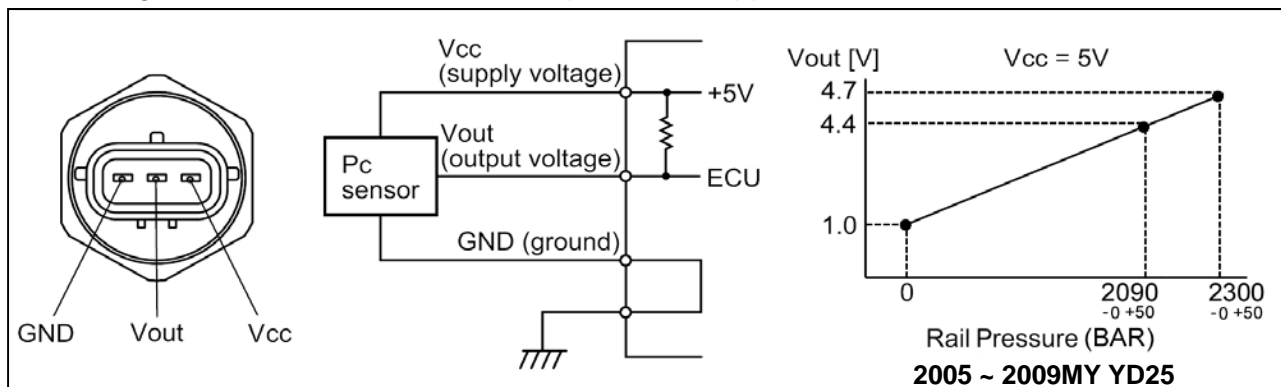 GND
Vout
Vcc
Vcc
(supply voltage)
+5V
Vout
(output voltage)
Pc
sensor
ECU
GND (ground)
Vout [V]
Vcc = 5V
4.7
4.4
1.0
0
2090
-0 +50
2300
-0 +50
Rail Pressure (BAR)
2005 ~ 2009MY YD25